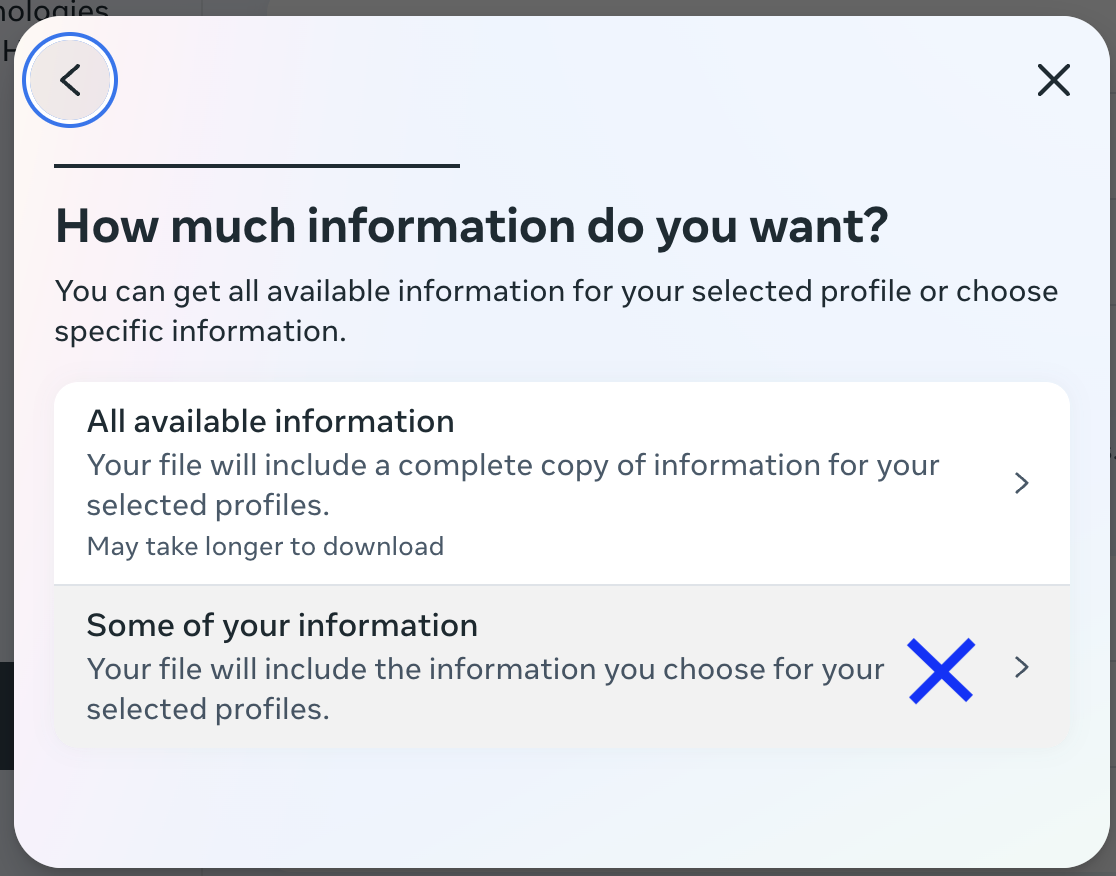 nologies
H
How much information do you want?
You can get all available information for your selected profile or choose
specific information.
All available information
Your file will include a complete copy of information for your
selected profiles.
May take longer to download
Some of your information
Your file will include the information you choose for your
selected profiles.